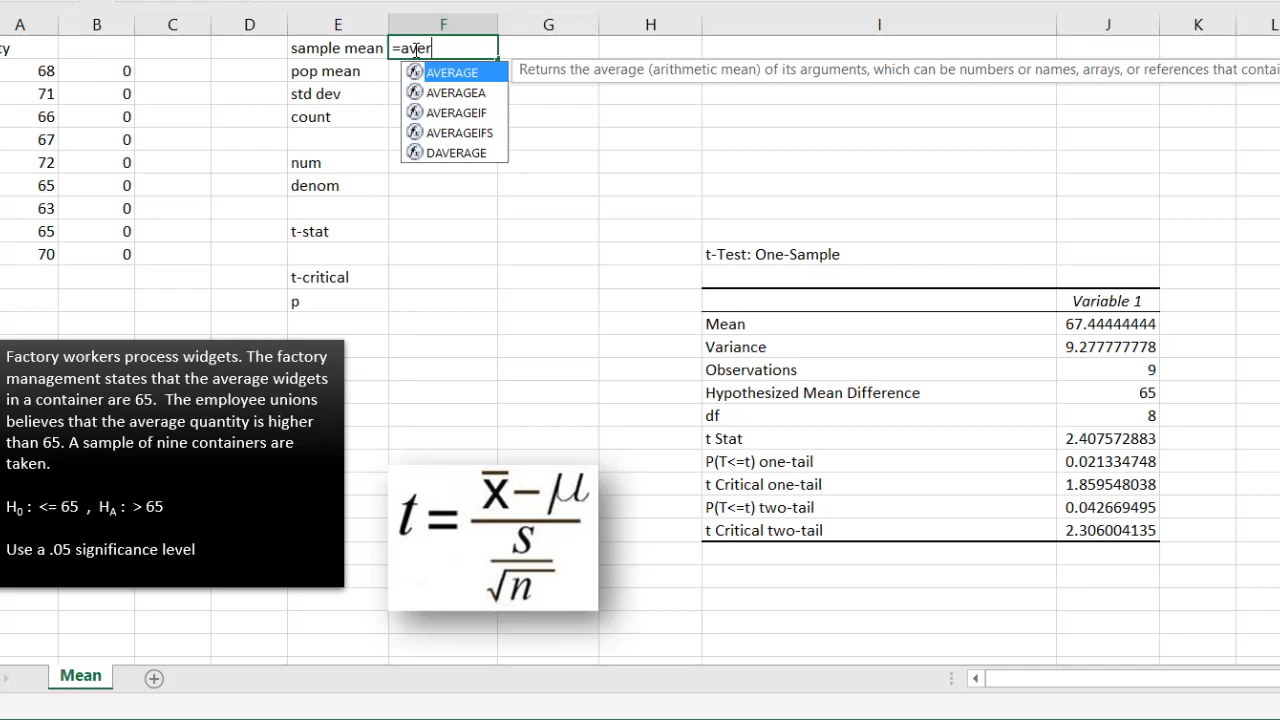 A B C D E F G H I J K L
ty sample mean =aver
68 0 pop mean AVERAGE Returns the average (arithmetic mean) of its arguments, which can be numbers or names, arrays, or references that contai
71 0 std dev AVERAGEA
66 0 count AVERAGEIF
67 0 AVERAGEIFS
72 0 num DAVERAGE
65 0 denom
63 0
65 0 t-stat
70 0 t-Test: One-Sample
t-critical
p Variable 1
Mean 67.44444444
Variance 9.277777778
Observations 9
Hypothesized Mean Difference 65
df 8
t Stat 2.407572883
P(T<=t) one-tail 0.021334748
t Critical one-tail 1.859548038
P(T<=t) two-tail 0.042669495
t Critical two-tail 2.306004135
Factory workers process widgets. The factory
management states that the average widgets
in a container are 65. The employee unions
believes that the average quantity is higher
than 65. A sample of nine containers are
taken.
H₀ : <= 65 , Hᴀ : > 65
Use a .05 significance level
t = x̄ − μ
s
√n
Mean